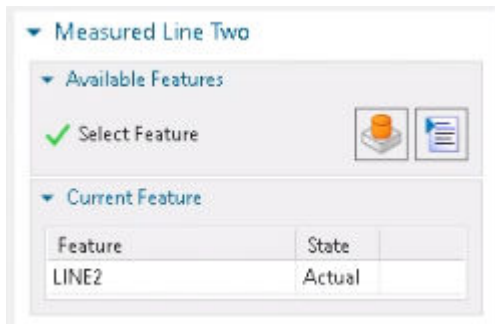 Measured Line Two
Available Features
Select Feature
Current Feature
Feature State
LINE2 Actual